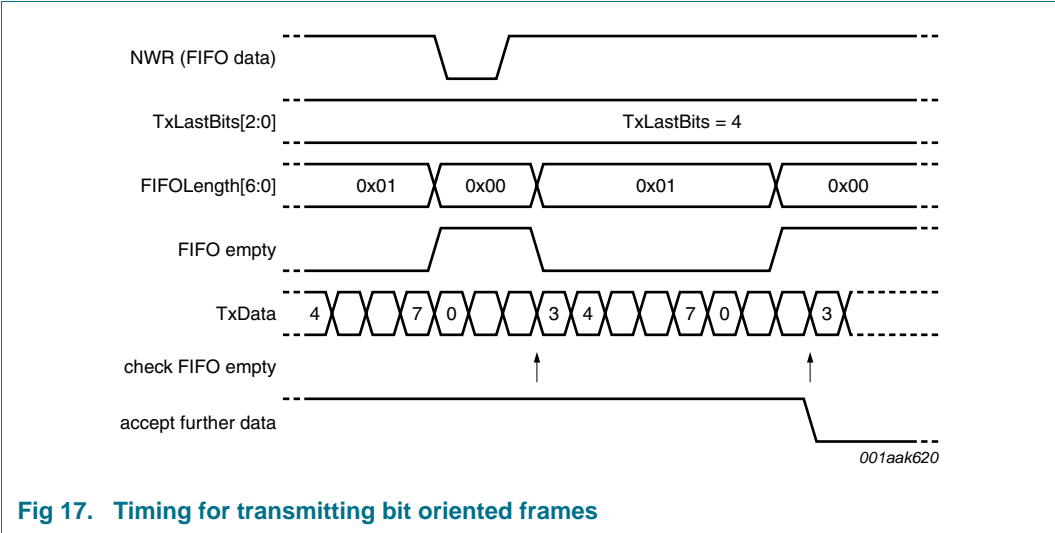 NWR (FIFO data)
TxLastBits[2:0] TxLastBits = 4
FIFOLength[6:0] 0x01 0x00 0x01 0x00
FIFO empty
TxData 4 7 0 3 4 7 0 3
check FIFO empty
accept further data
001aak620
Fig 17. Timing for transmitting bit oriented frames